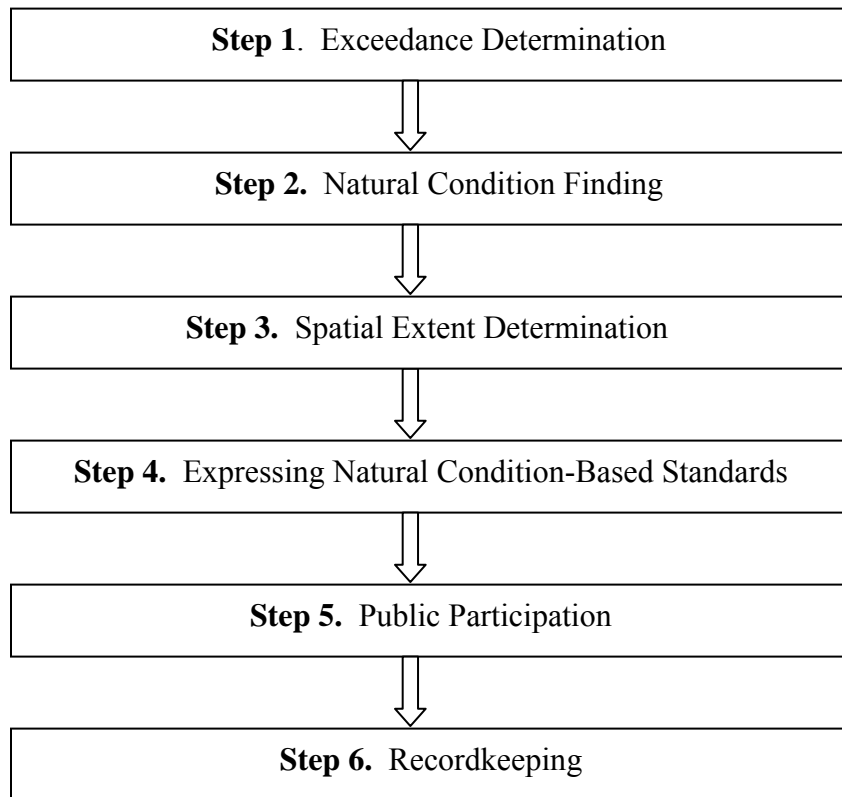 Step 1.  Exceedance Determination
Step 2.  Natural Condition Finding
Step 3.  Spatial Extent Determination
Step 4.  Expressing Natural Condition-Based Standards
Step 5.  Public Participation
Step 6.  Recordkeeping